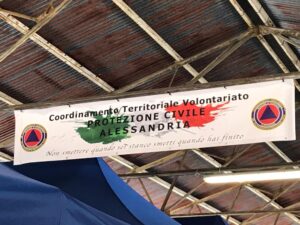 Coordinamento Territoriale Volontariato
PROTEZIONE CIVILE
ALESSANDRIA
Non smettere quando sei stanco smetti quando hai finito